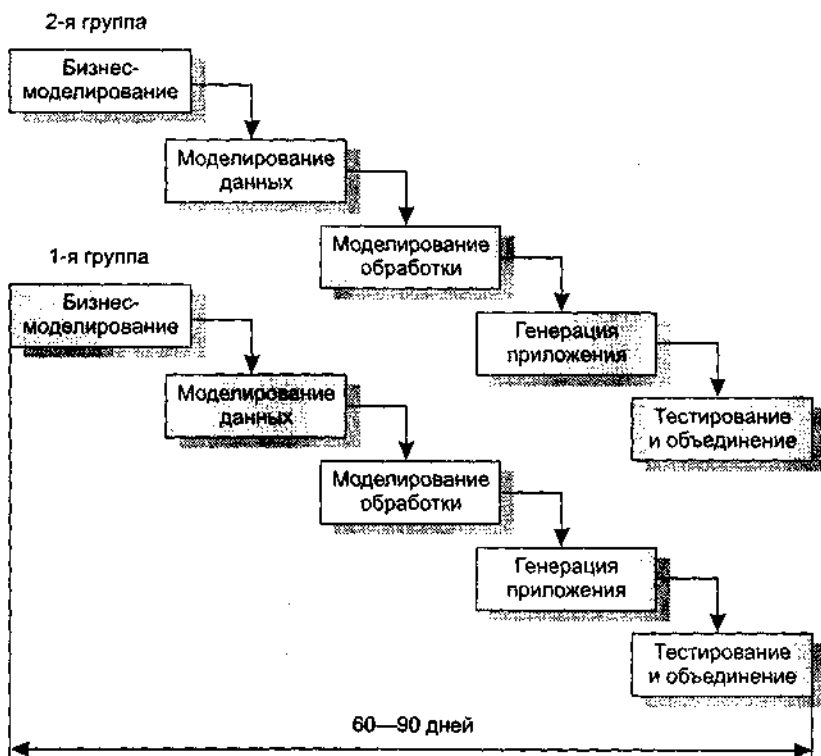 2-я группа
Бизнес-
моделирование
Моделирование
данных
Моделирование
обработки
Генерация
приложения
Тестирование
и объединение
1-я группа
Бизнес-
моделирование
Моделирование
данных
Моделирование
обработки
Генерация
приложения
Тестирование
и объединение
60—90 дней